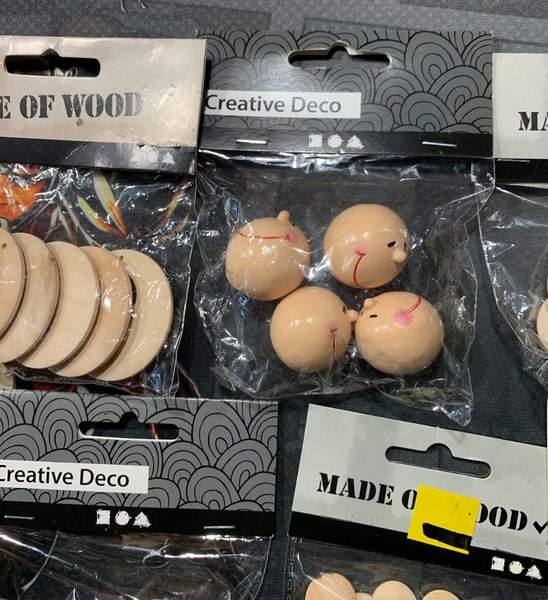 E OF WOOD
Creative Deco
MA
Creative Deco
MADE O OOD